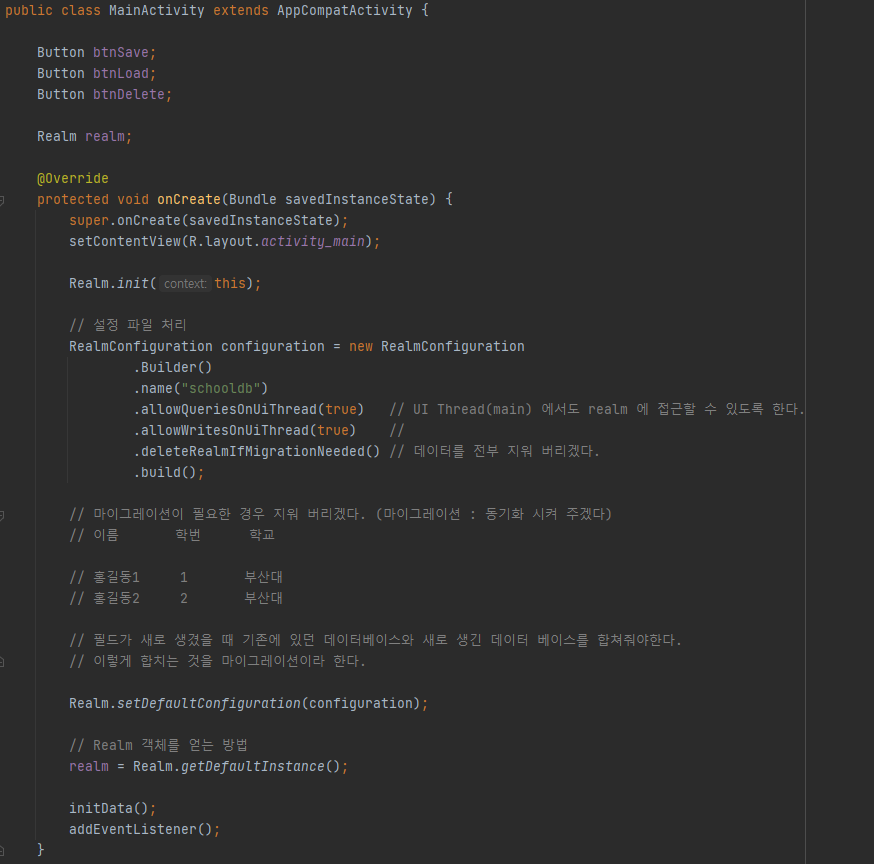 public class MainActivity extends AppCompatActivity {
Button btnSave;
Button btnLoad;
Button btnDelete;
Realm realm;
@Override
protected void onCreate(Bundle savedInstanceState) {
super.onCreate(savedInstanceState);
setContentView(R.layout.activity_main);
Realm.init( context: this);
// 설정 파일 처리
RealmConfiguration configuration = new RealmConfiguration
.Builder()
.name("schooldb")
.allowQueriesOnUiThread(true)   // UI Thread(main) 에서도 realm 에 접근할 수 있도록 한다.
.allowWritesOnUiThread(true)    //
.deleteRealmIfMigrationNeeded() // 데이터를 전부 지워 버리겠다.
.build();
// 마이그레이션이 필요한 경우 지워 버리겠다. (마이그레이션 : 동기화 시켜 주겠다)
// 이름       학번      학교
// 홍길동1     1       부산대
// 홍길동2     2       부산대
// 필드가 새로 생겼을 때 기존에 있던 데이터베이스와 새로 생긴 데이터 베이스를 합쳐줘야한다.
// 이렇게 합치는 것을 마이그레이션이라 한다.
Realm.setDefaultConfiguration(configuration);
// Realm 객체를 얻는 방법
realm = Realm.getDefaultInstance();
initData();
addEventListener();
}